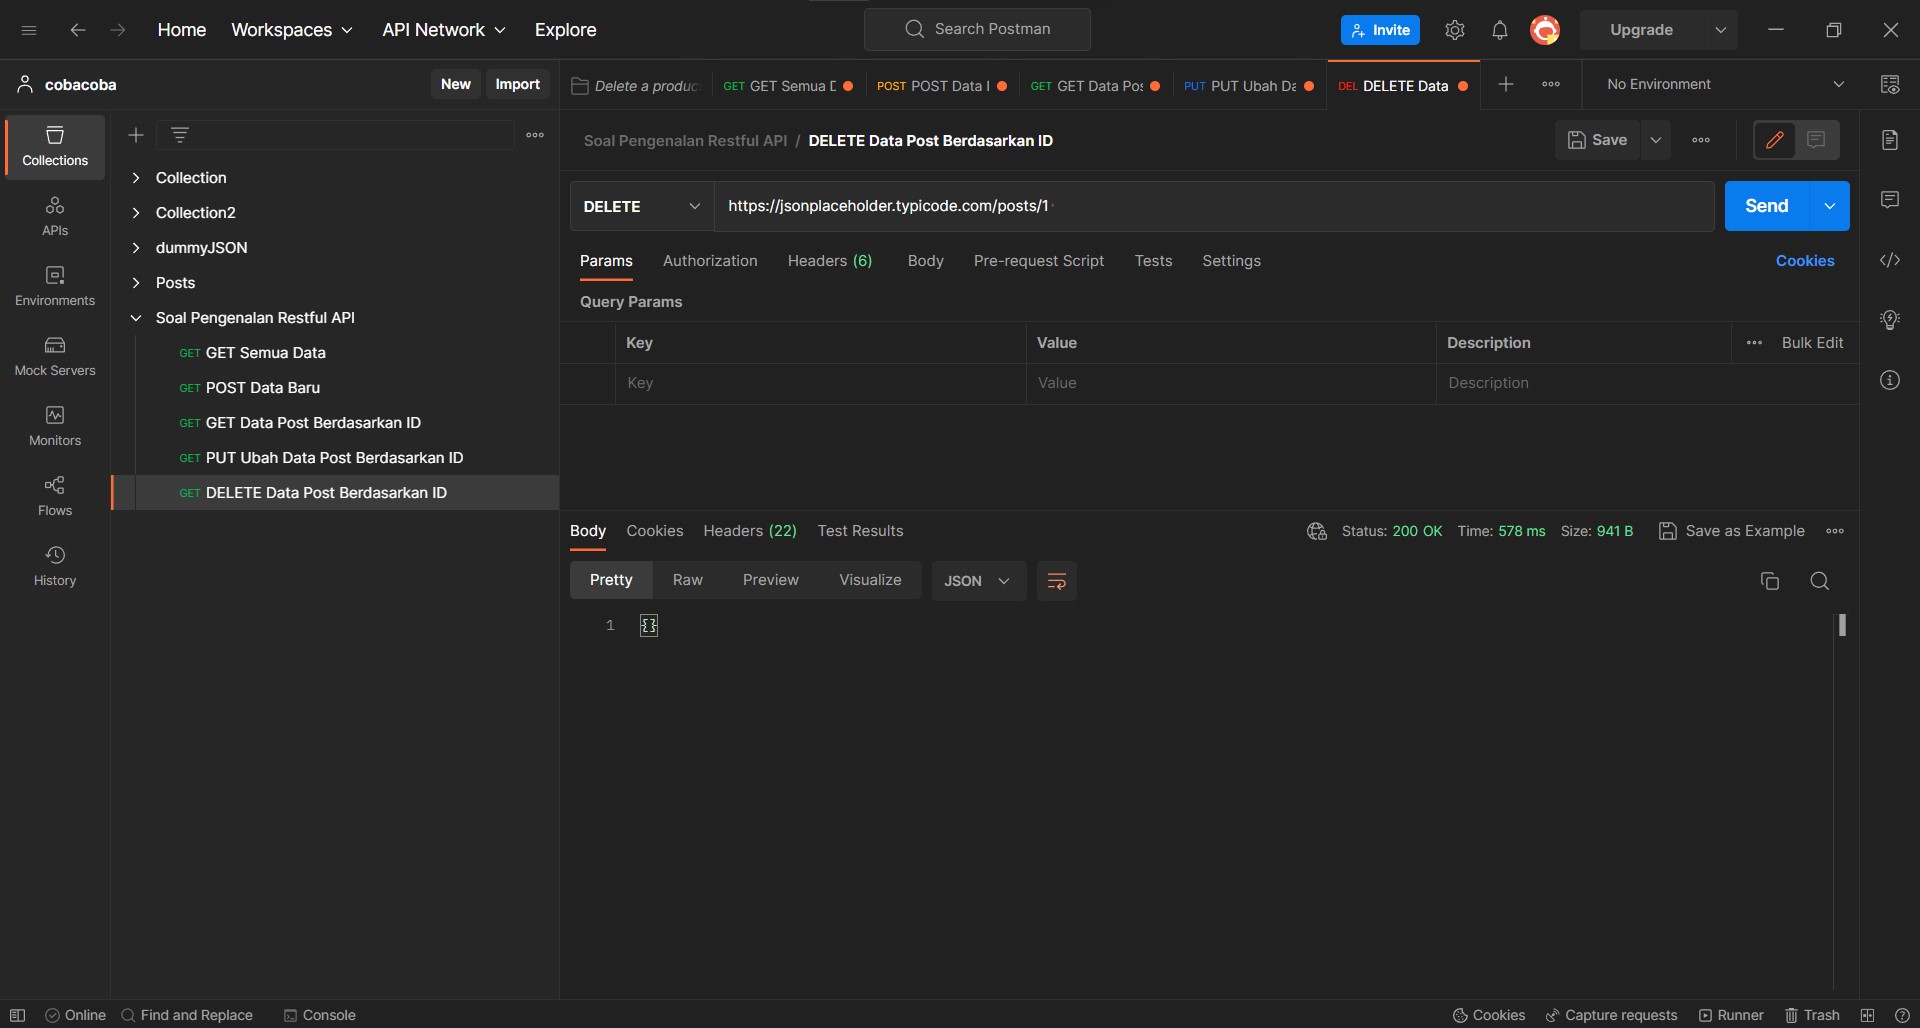 Home Workspaces API Network Explore Search Postman Invite Upgrade
cobacoba New Import Delete a produc GET GET Semua D POST POST Data GET GET Data Pos PUT PUT Ubah Da DEL DELETE Data No Environment
Collections
APIs
Environments
Mock Servers
Monitors
Flows
History
Collection
Collection2
dummyJSON
Posts
Soal Pengenalan Restful API
GET GET Semua Data
GET POST Data Baru
GET GET Data Post Berdasarkan ID
GET PUT Ubah Data Post Berdasarkan ID
GET DELETE Data Post Berdasarkan ID
Soal Pengenalan Restful API / DELETE Data Post Berdasarkan ID Save
DELETE https://jsonplaceholder.typicode.com/posts/1 Send
Params Authorization Headers (6) Body Pre-request Script Tests Settings Cookies
Query Params
Key Value Description Bulk Edit
Key Value Description
Body Cookies Headers (22) Test Results Status: 200 OK Time: 578 ms Size: 941 B Save as Example
Pretty Raw Preview Visualize JSON
1 {}
Online Find and Replace Console Cookies Capture requests Runner Trash